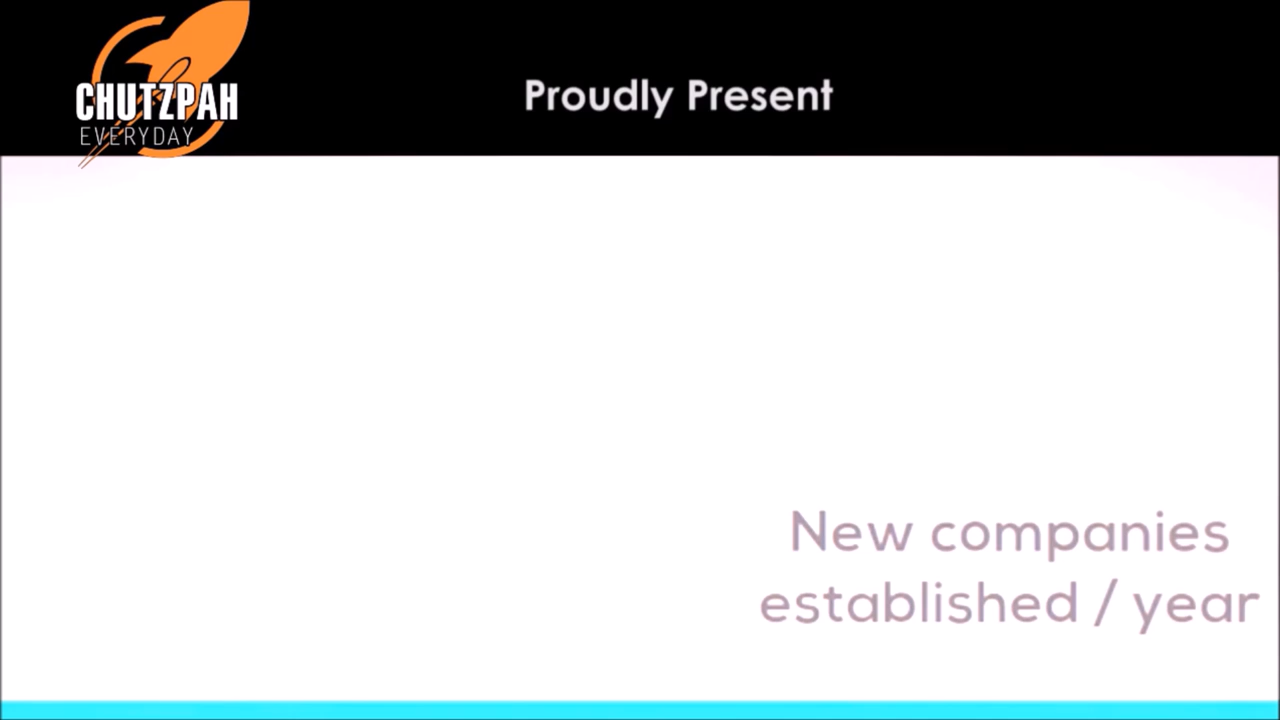 CHUTZPAH
EVERYDAY
Proudly Present
New companies
established / year